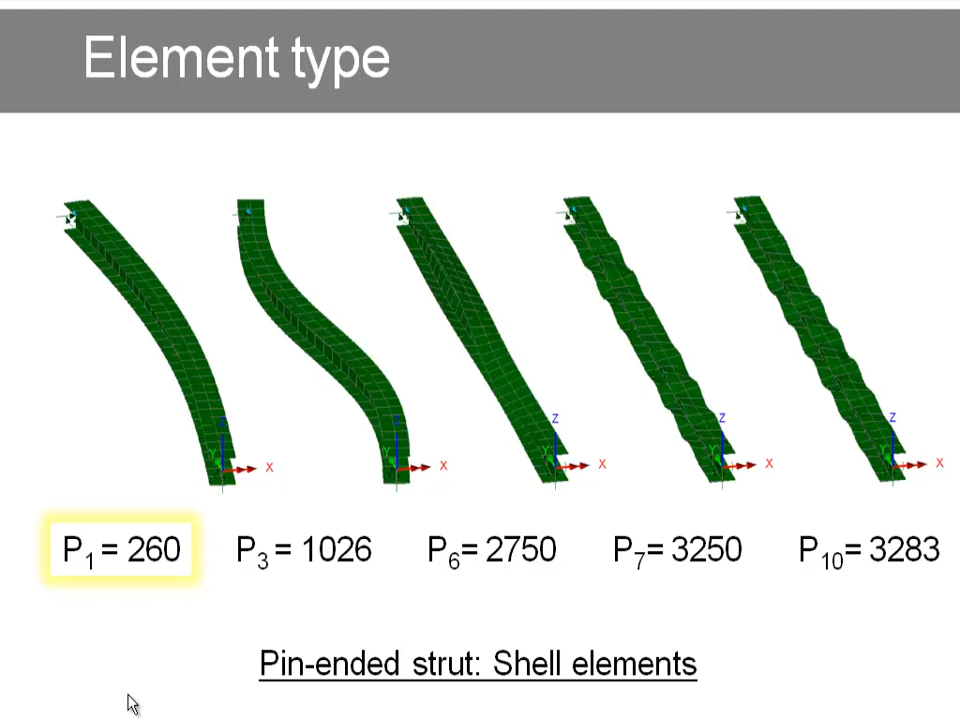 Element type
Z
Y
X
Z
Y
X
Z
Y
X
Z
Y
X
Z
Y
X
P1 = 260
P3 = 1026
P6= 2750
P7= 3250
P10= 3283
Pin-ended strut: Shell elements